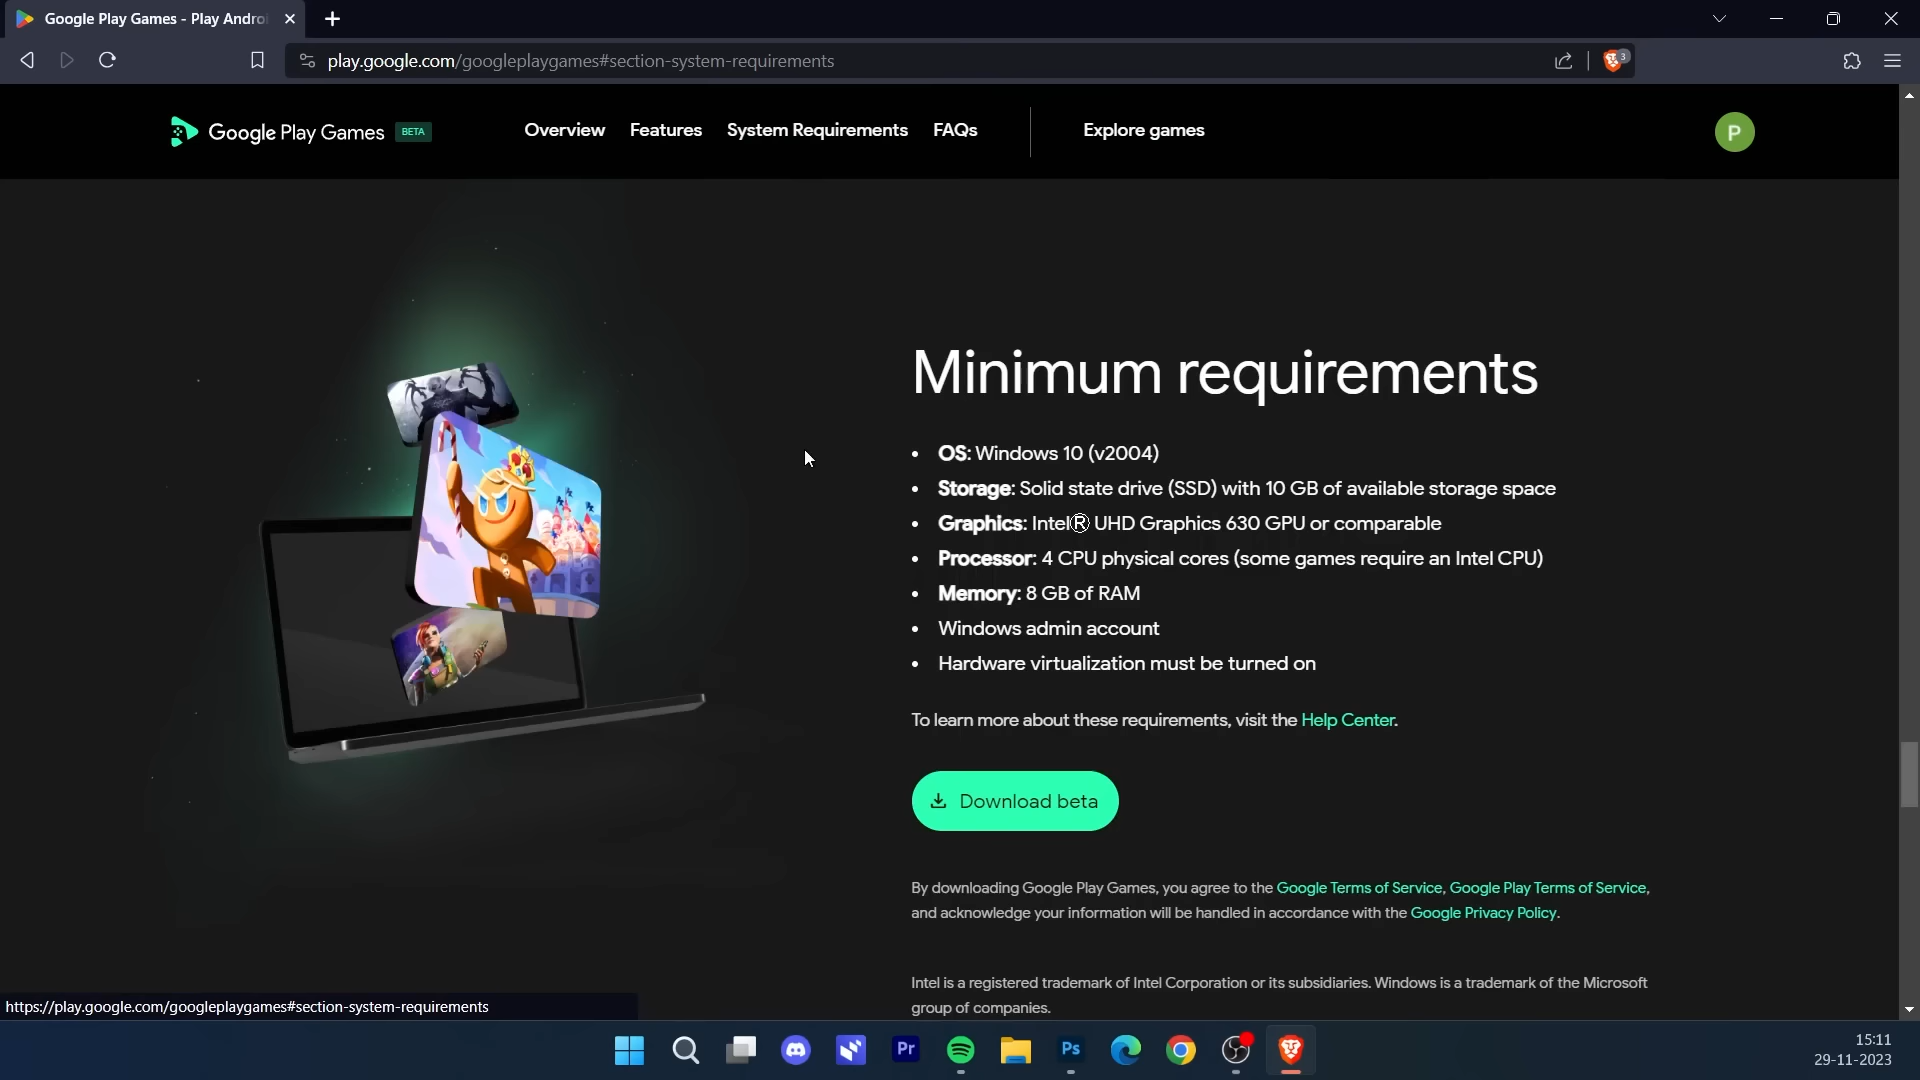 Google Play Games - Play Androi
play.google.com/googleplaygames#section-system-requirements
3
Google Play Games BETA
Overview Features System Requirements FAQs Explore games
P
Minimum requirements
• OS: Windows 10 (v2004)
• Storage: Solid state drive (SSD) with 10 GB of available storage space
• Graphics: Intel® UHD Graphics 630 GPU or comparable
• Processor: 4 CPU physical cores (some games require an Intel CPU)
• Memory: 8 GB of RAM
• Windows admin account
• Hardware virtualization must be turned on
To learn more about these requirements, visit the Help Center.
Download beta
By downloading Google Play Games, you agree to the Google Terms of Service, Google Play Terms of Service,
and acknowledge your information will be handled in accordance with the Google Privacy Policy.
Intel is a registered trademark of Intel Corporation or its subsidiaries. Windows is a trademark of the Microsoft
group of companies.
https://play.google.com/googleplaygames#section-system-requirements
Pr
Ps
15:11
29-11-2023